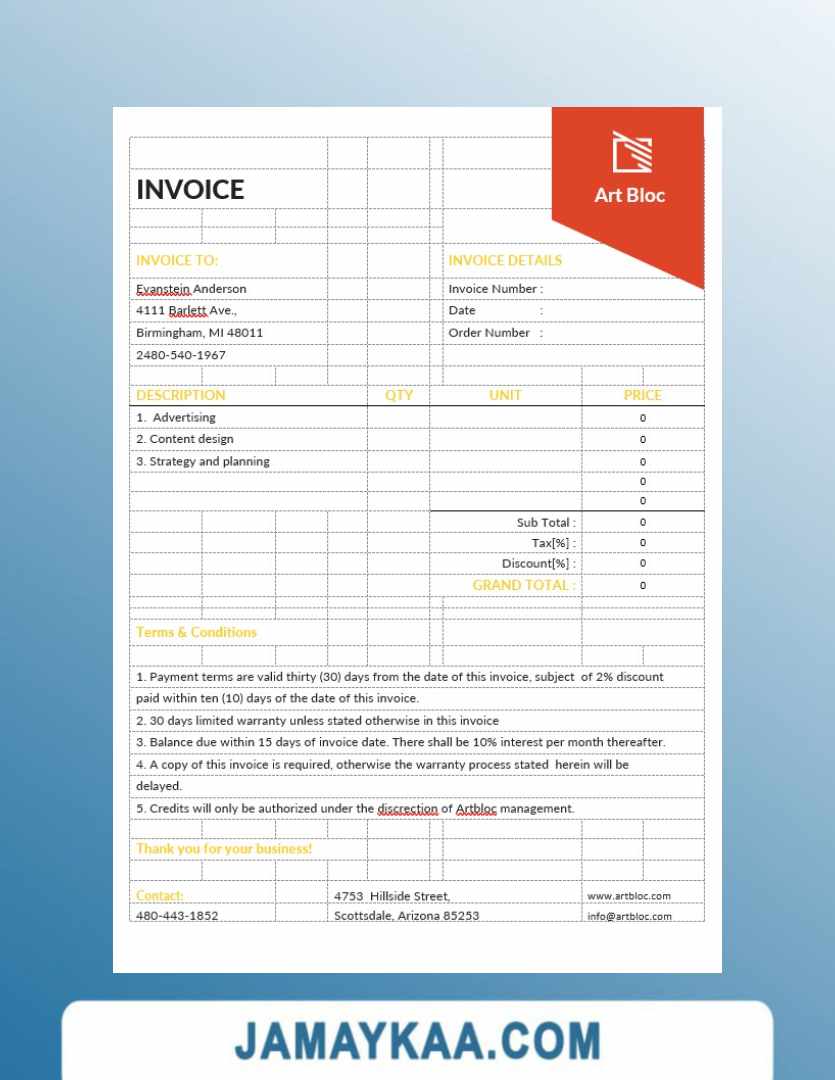 Art Bloc
INVOICE
INVOICE TO:
Evanstein Anderson
4111 Barlett Ave.,
Birmingham, MI 48011
2480-540-1967
INVOICE DETAILS
Invoice Number :
Date :
Order Number :
DESCRIPTION QTY UNIT PRICE
1. Advertising 0
2. Content design 0
3. Strategy and planning 0
0
0
Sub Total : 0
Tax[%] : 0
Discount[%] : 0
GRAND TOTAL : 0
Terms & Conditions
1. Payment terms are valid thirty (30) days from the date of this invoice, subject of 2% discount
paid within ten (10) days of the date of this invoice.
2. 30 days limited warranty unless stated otherwise in this invoice
3. Balance due within 15 days of invoice date. There shall be 10% interest per month thereafter.
4. A copy of this invoice is required, otherwise the warranty process stated herein will be
delayed.
5. Credits will only be authorized under the discrection of Artbloc management.
Thank you for your business!
Contact:
480-443-1852
4753 Hillside Street,
Scottsdale, Arizona 85253
www.artbloc.com
info@artbloc.com
JAMAYKAA.COM